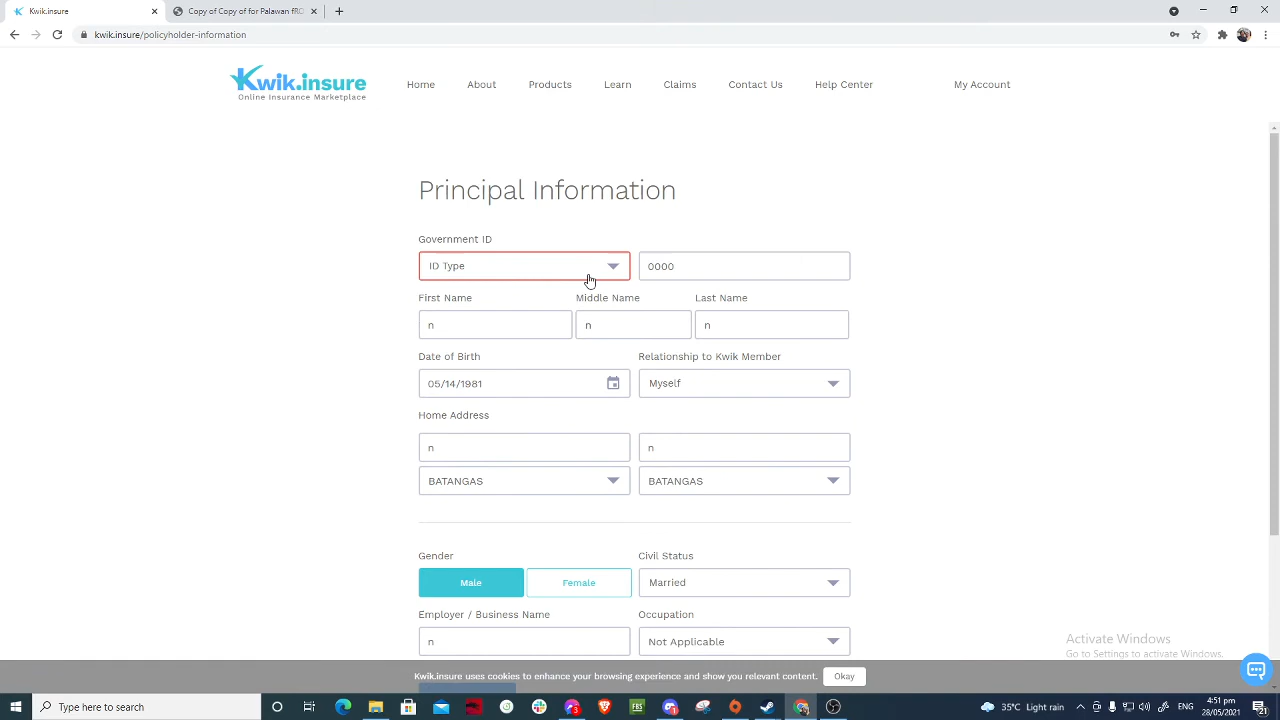 Kwik.insure
Copy of Copy for Palawan fRC
kwik.insure/policyholder-information
Kwik.insure
Online Insurance Marketplace
Home About Products Learn Claims Contact Us Help Center My Account
Principal Information
Government ID
ID Type 0000
First Name Middle Name Last Name
n n n
Date of Birth Relationship to Kwik Member
05/14/1981 Myself
Home Address
n n
BATANGAS BATANGAS
Gender Civil Status
Male Female Married
Employer / Business Name Occupation
n Not Applicable
Activate Windows
Go to Settings to activate Windows.
Kwik.insure uses cookies to enhance your browsing experience and show you relevant content. Okay
Type here to search
FBS
35°C Light rain
ENG
4:51 pm
28/05/2021